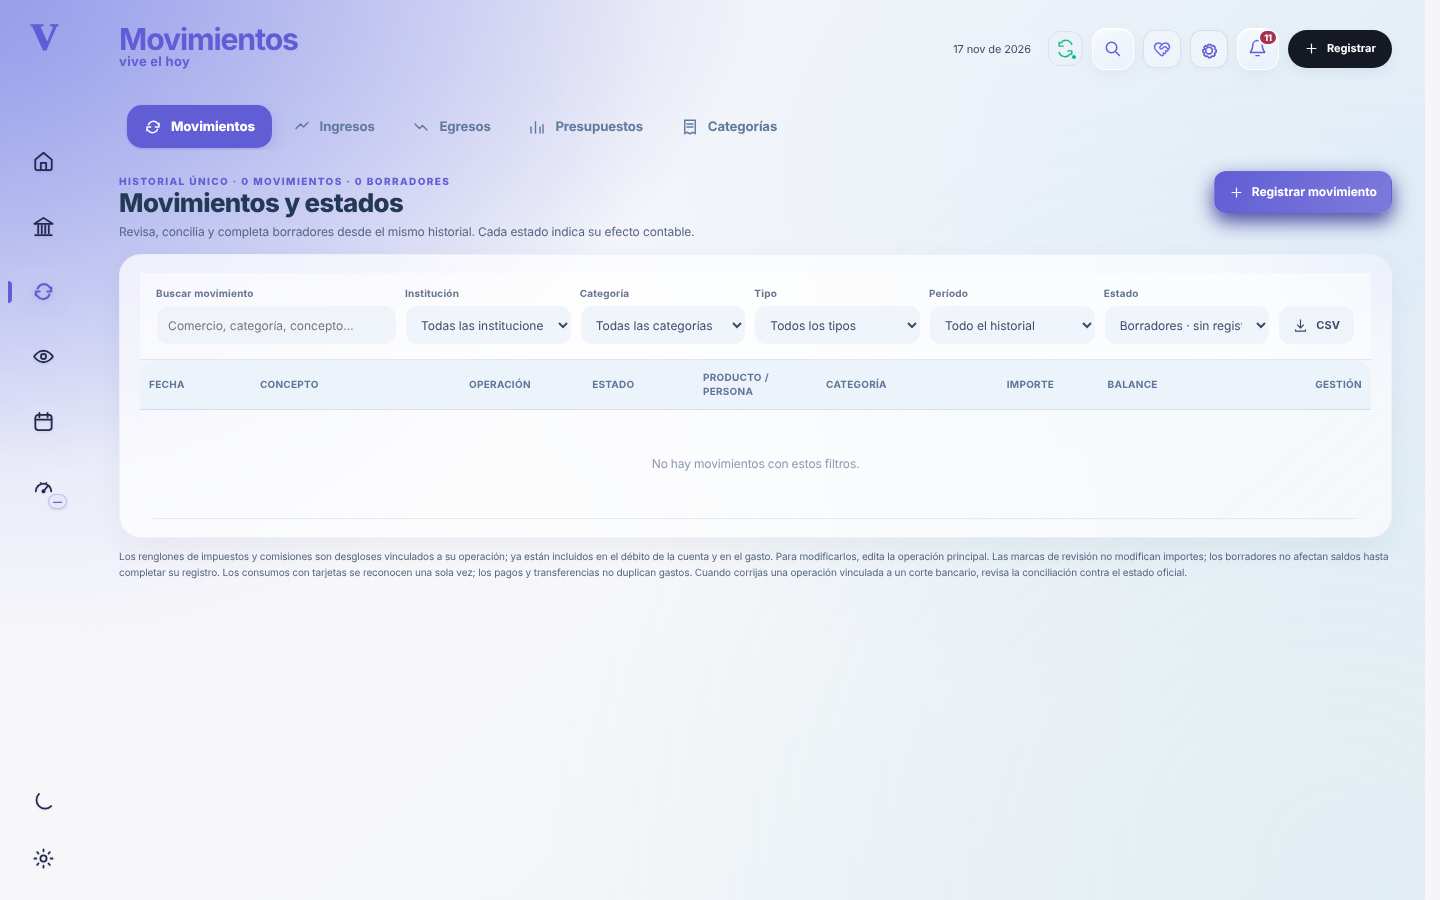 V
Movimientos
vive el hoy
17 nov de 2026
11
Registrar
Movimientos
Ingresos
Egresos
Presupuestos
Categorías
HISTORIAL ÚNICO · 0 MOVIMIENTOS · 0 BORRADORES
Movimientos y estados
Registrar movimiento
Revisa, concilia y completa borradores desde el mismo historial. Cada estado indica su efecto contable.
Buscar movimiento
Institución
Categoría
Tipo
Período
Estado
Comercio, categoría, concepto...
Todas las institucione
Todas las categorías
Todos los tipos
Todo el historial
Borradores · sin regis
CSV
FECHA
CONCEPTO
OPERACIÓN
ESTADO
PRODUCTO /
PERSONA
CATEGORÍA
IMPORTE
BALANCE
GESTIÓN
No hay movimientos con estos filtros.
Los renglones de impuestos y comisiones son desgloses vinculados a su operación; ya están incluidos en el débito de la cuenta y en el gasto. Para modificarlos, edita la operación principal. Las marcas de revisión no modifican importes; los borradores no afectan saldos hasta
completar su registro. Los consumos con tarjetas se reconocen una sola vez; los pagos y transferencias no duplican gastos. Cuando corrijas una operación vinculada a un corte bancario, revisa la conciliación contra el estado oficial.